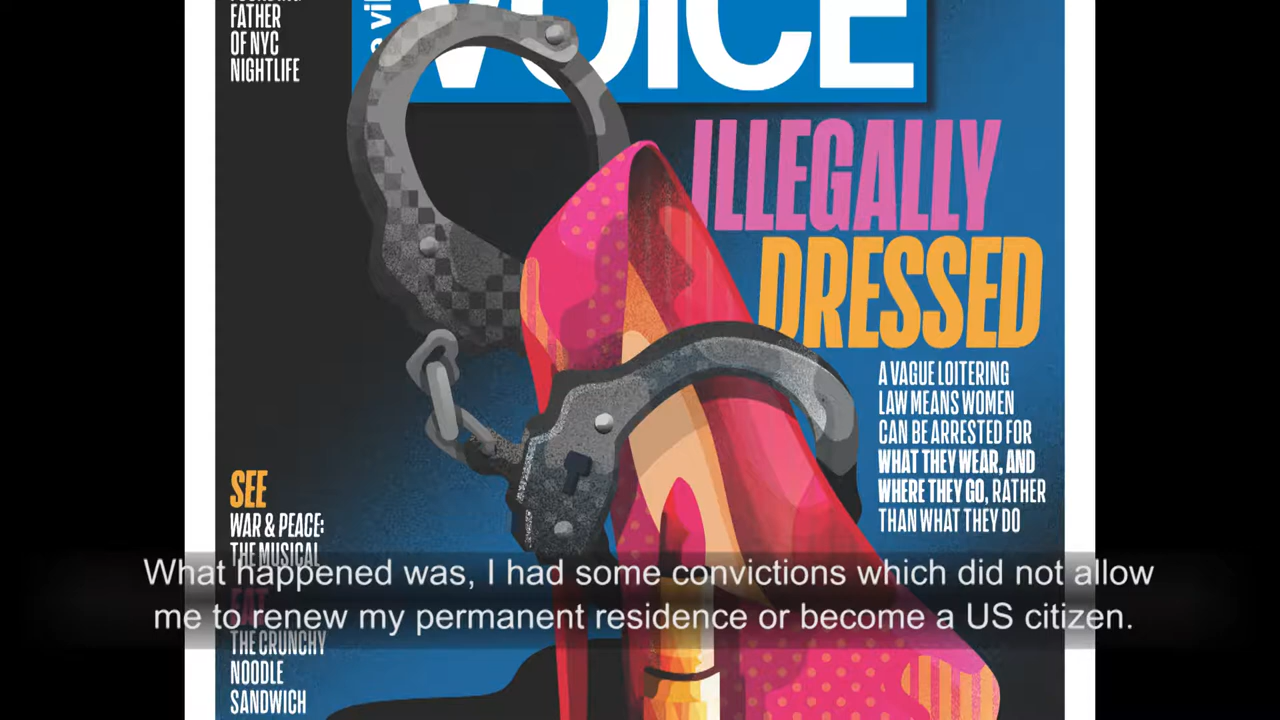 FATHER
OF NYC
NIGHTLIFE
VOICE
ILLEGALLY
DRESSED
A VAGUE LOITERING
LAW MEANS WOMEN
CAN BE ARRESTED FOR
WHAT THEY WEAR, AND
WHERE THEY GO, RATHER
THAN WHAT THEY DO
SEE
WAR & PEACE:
THE MUSICAL
EAT
THE CRUNCHY
NOODLE
SANDWICH
What happened was, I had some convictions which did not allow
me to renew my permanent residence or become a US citizen.